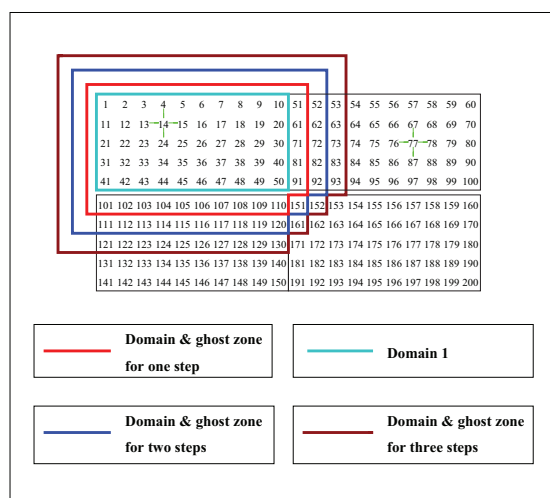 1 2 3 4 5 6 7 8 9 10 51 52 53 54 55 56 57 58 59 60
11 12 13 14 15 16 17 18 19 20 61 62 63 64 65 66 67 68 69 70
21 22 23 24 25 26 27 28 29 30 71 72 73 74 75 76 77 78 79 80
31 32 33 34 35 36 37 38 39 40 81 82 83 84 85 86 87 88 89 90
41 42 43 44 45 46 47 48 49 50 91 92 93 94 95 96 97 98 99 100
101 102 103 104 105 106 107 108 109 110 151 152 153 154 155 156 157 158 159 160
111 112 113 114 115 116 117 118 119 120 161 162 163 164 165 166 167 168 169 170
121 122 123 124 125 126 127 128 129 130 171 172 173 174 175 176 177 178 179 180
131 132 133 134 135 136 137 138 139 140 181 182 183 184 185 186 187 188 189 190
141 142 143 144 145 146 147 148 149 150 191 192 193 194 195 196 197 198 199 200
Domain & ghost zone
for one step
Domain 1
Domain & ghost zone
for two steps
Domain & ghost zone
for three steps